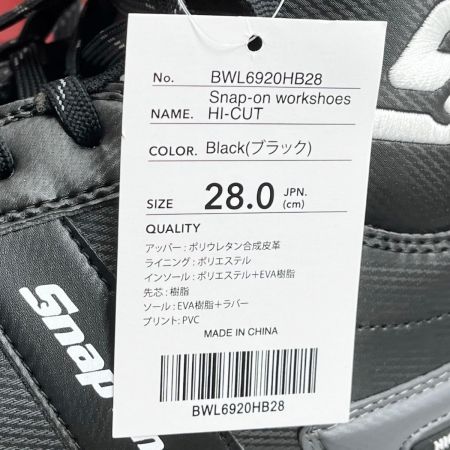 No. BWL6920HB28
Snap-on workshoes
NAME. HI-CUT
COLOR. Black(ブラック)
SIZE 28.0 JPN.
(cm)
QUALITY
アッパー:ポリウレタン合成皮革
ライニング:ポリエステル
インソール:ポリエステル+EVA樹脂
先芯:樹脂
ソール:EVA樹脂+ラバー
プリント:PVC
MADE IN CHINA
BWL6920HB28
Snap